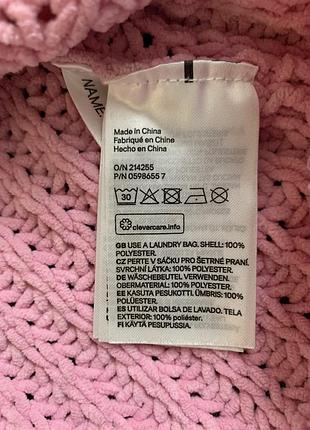 NAME
Made in China
Fabriqué en Chine
Hecho en China
O/N 214255
P/N 0598655 7
30
clevercare.info
GB USE A LAUNDRY BAG, SHELL: 100%
POLYESTER.
CZ PERTE V SÁČKU PRO ŠETRNÉ PRANÍ.
SVRCHNÍ LÁTKA: 100% POLYESTER.
DE WÄSCHEBEUTEL VERWENDEN.
OBERMATERIAL: 100% POLYESTER
EE KASUTA PESUKOTTI. ÜMBRIS: 100%
POLÜESTER.
ES UTILIZAR BOLSA DE LAVADO. TELA
EXTERIOR: 100% poliéster.
FI KÄYTÄ PESUPUSSIA.